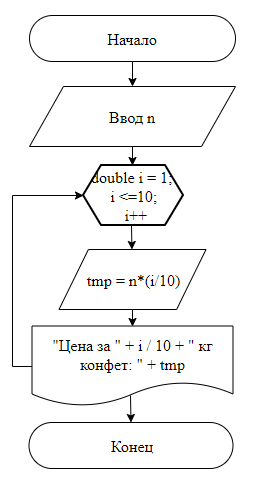 Начало
Ввод n
double i = 1;
i <=10;
i++
tmp = n*(i/10)
"Цена за " + i / 10 + " кг
конфет: " + tmp
Конец